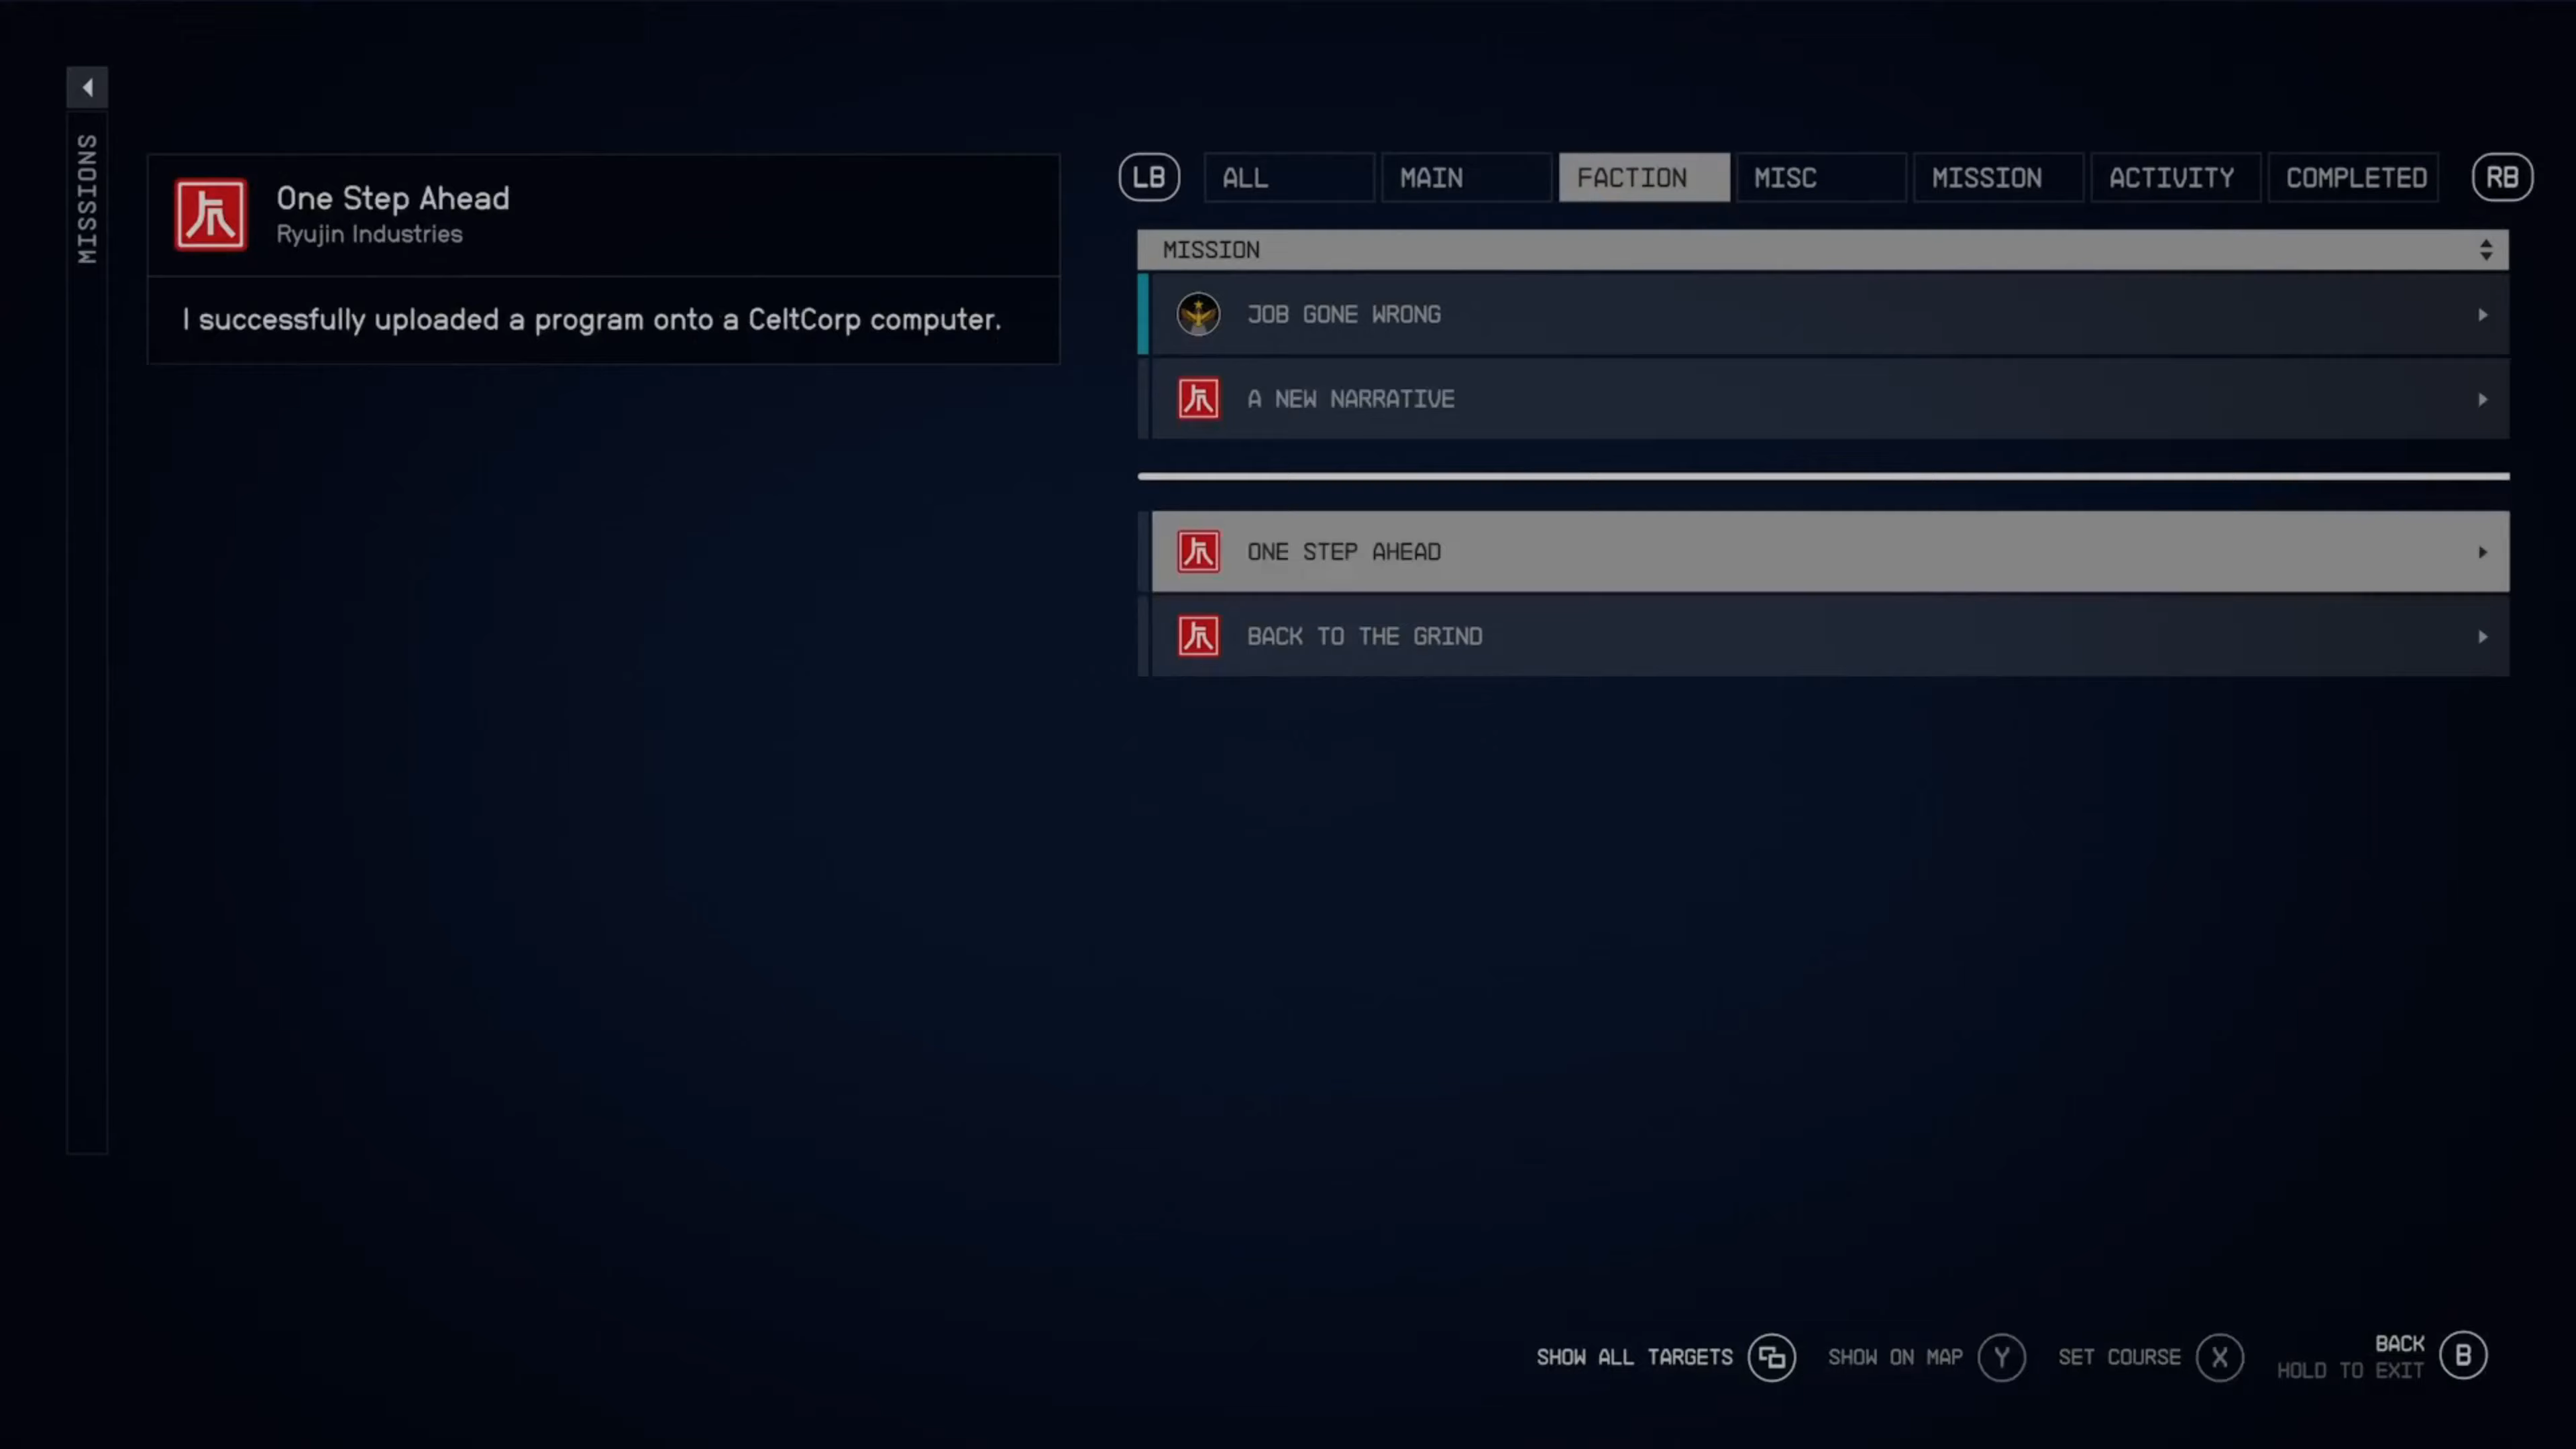 MISSIONS
One Step Ahead
Ryujin Industries
I successfully uploaded a program onto a CeltCorp computer.
LB ALL MAIN FACTION MISC MISSION ACTIVITY COMPLETED RB
MISSION
JOB GONE WRONG
A NEW NARRATIVE
ONE STEP AHEAD
BACK TO THE GRIND
SHOW ALL TARGETS SHOW ON MAP Y SET COURSE X BACK B
HOLD TO EXIT